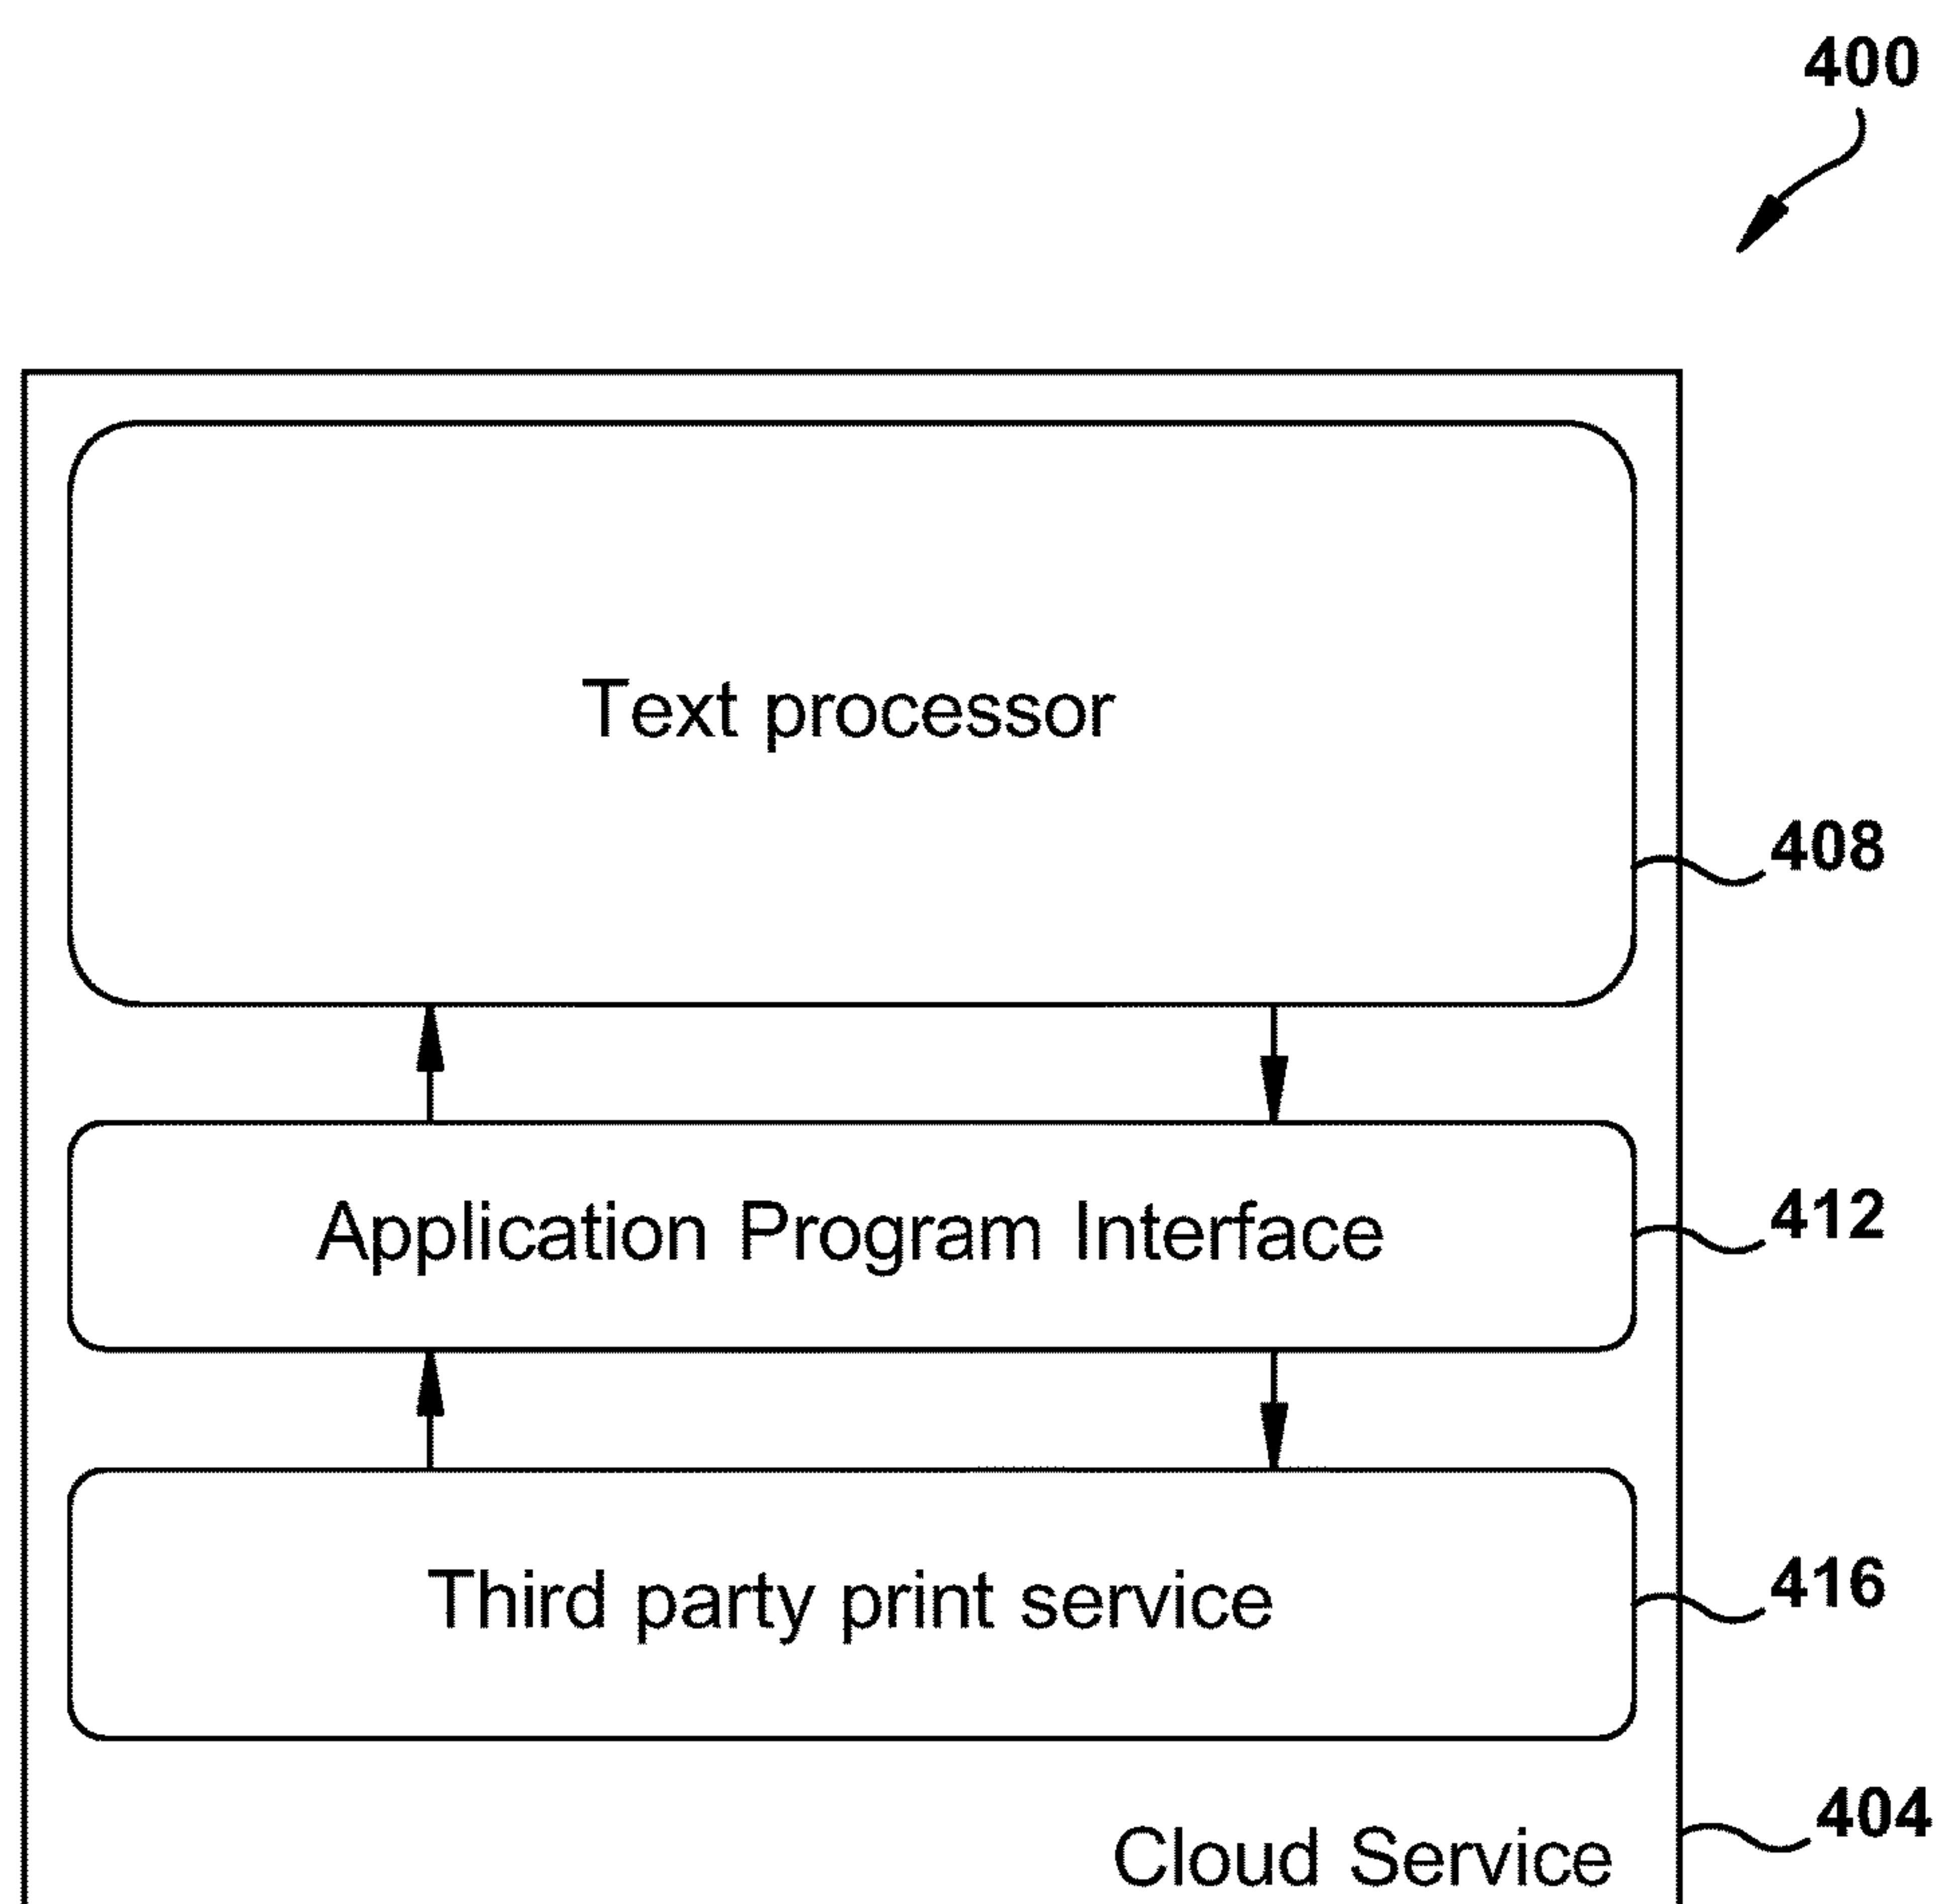 400
Text processor
408
Application Program Interface
412
Third party print service
416
404
Cloud Service